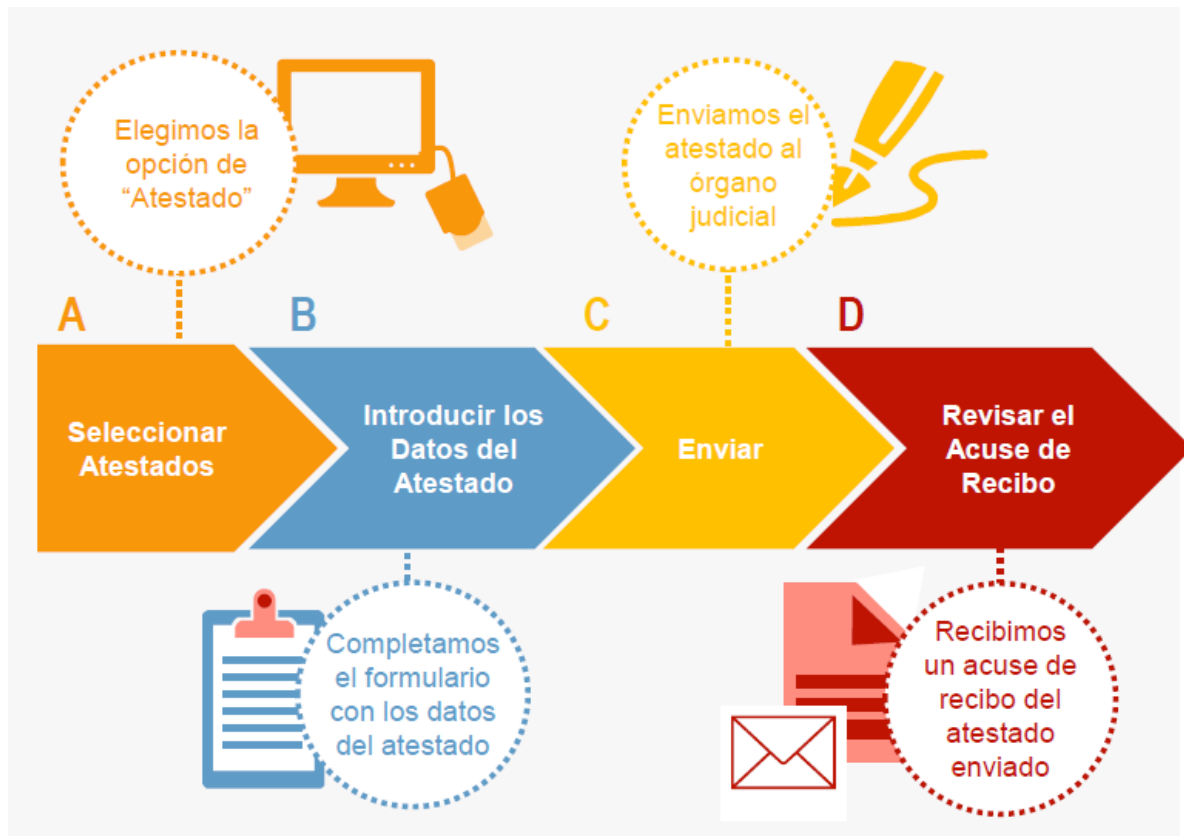 Elegimos la
opción de
“Atestado”
Enviamos el
atestado al
órgano
judicial
A
B
C
D
Seleccionar
Atestados
Introducir los
Datos del
Atestado
Enviar
Revisar el
Acuse de
Recibo
Completamos
el formulario
con los datos
del atestado
Recibimos
un acuse de
recibo del
atestado
enviado